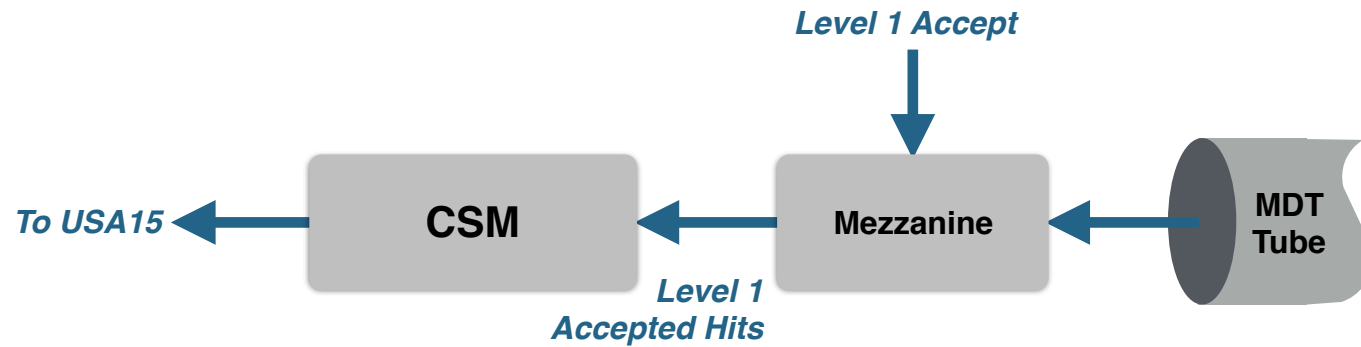 Level 1 Accept
To USA15
CSM
Mezzanine
MDT
Tube
Level 1
Accepted Hits